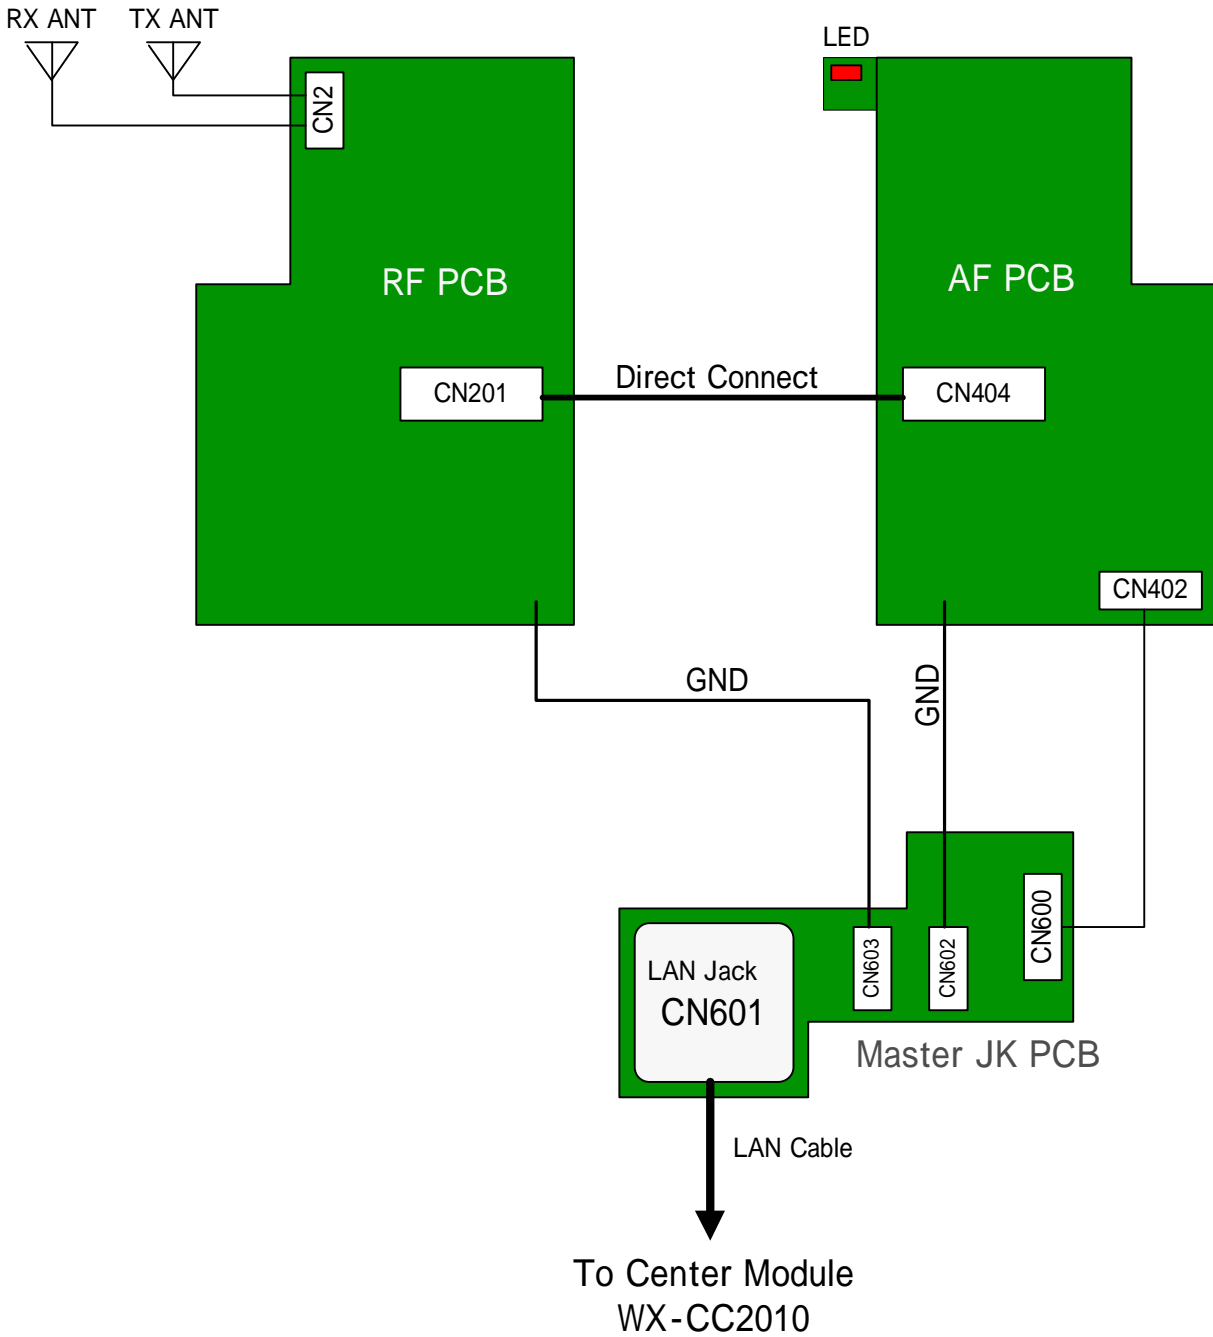 RX ANT
TX ANT
LED
CN2
RF PCB
AF PCB
Direct Connect
CN201
CN404
CN402
GND
GND
CN600
CN603
CN602
LAN Jack
CN601
Master JK PCB
LAN Cable
To Center Module
WX-CC2010